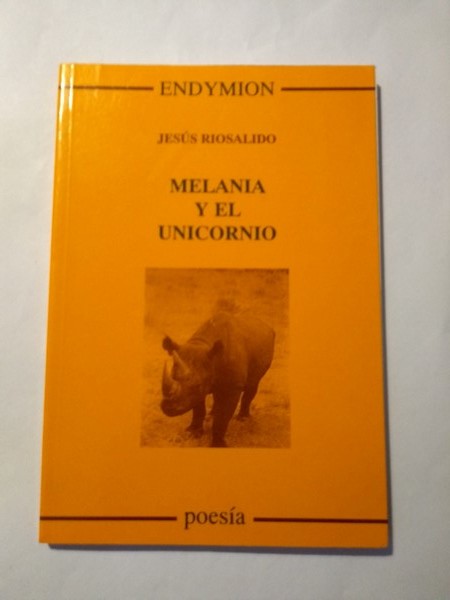 ENDYMION
JESÚS RIOSALIDO
MELANIA
Y EL
UNICORNIO
poesía